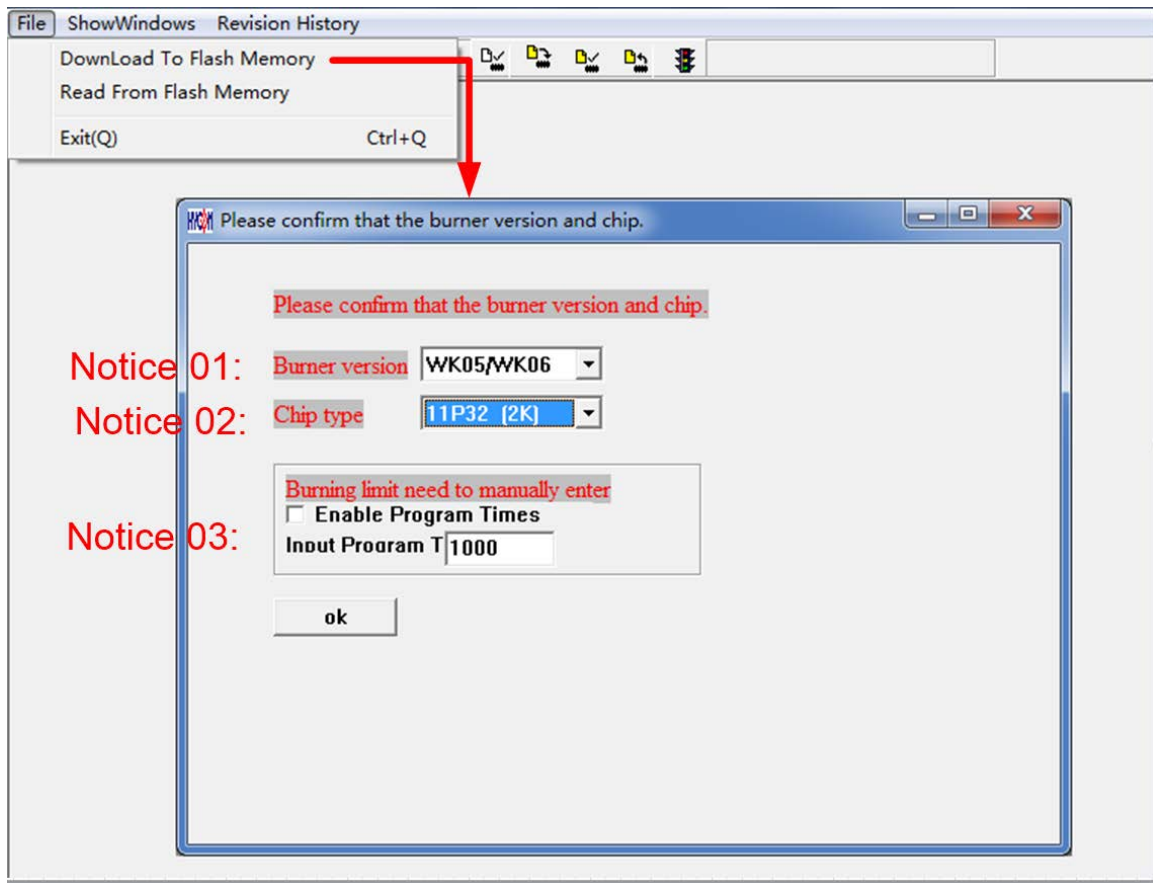 File ShowWindows Revision History
DownLoad To Flash Memory
Read From Flash Memory
Exit(Q) Ctrl+Q
HYCON Please confirm that the burner version and chip.
Please confirm that the burner version and chip.
Notice 01: Burner version WK05/WK06
Notice 02: Chip type 11P32 (2K)
Burning limit need to manually enter
Enable Program Times
Notice 03: Input Program T 1000
ok